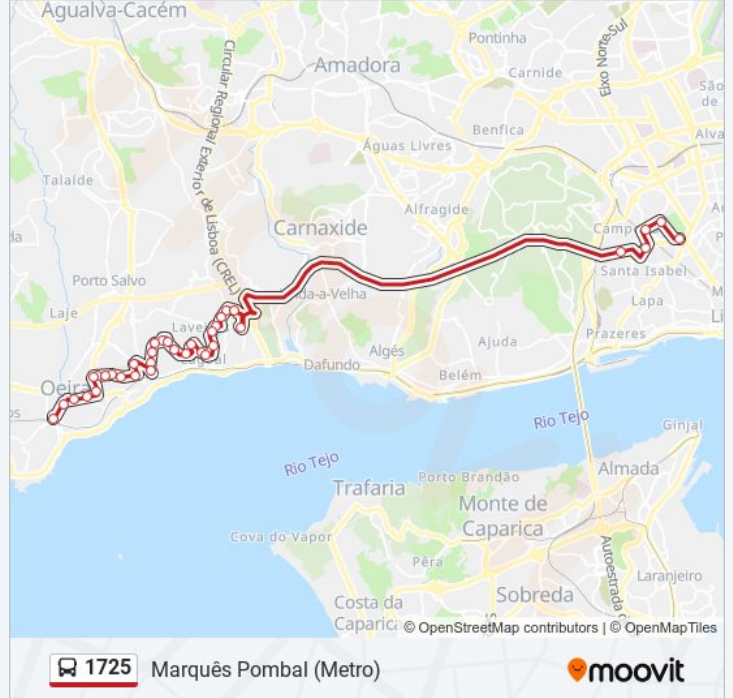 Agualva-Cacém
Eixo Norte-Sul
Pontinha
Amadora
Carnide
São
de
Circular Regional Exterior de Lisboa (CREL)
Benfica
Alva
Águas Livres
Talaíde
Alfragide
Carnaxide
Camp
Santa Isabel
Porto Salvo
Lapa
Laje
da-a-Velha
Prazeres
Ajuda
Algés
Dafundo
Belém
Oeira
Rio Tejo
Ginjal
Rio Tejo
Almada
Porto Brandão
Trafaria
Monte de
Caparica
Cova do Vapor
Pêra
Autoestrada d
Laranjeiro
Sobreda
Costa da
Caparica
© OpenStreetMap contributors | © OpenMapTiles
1725 Marquês Pombal (Metro)
moovit